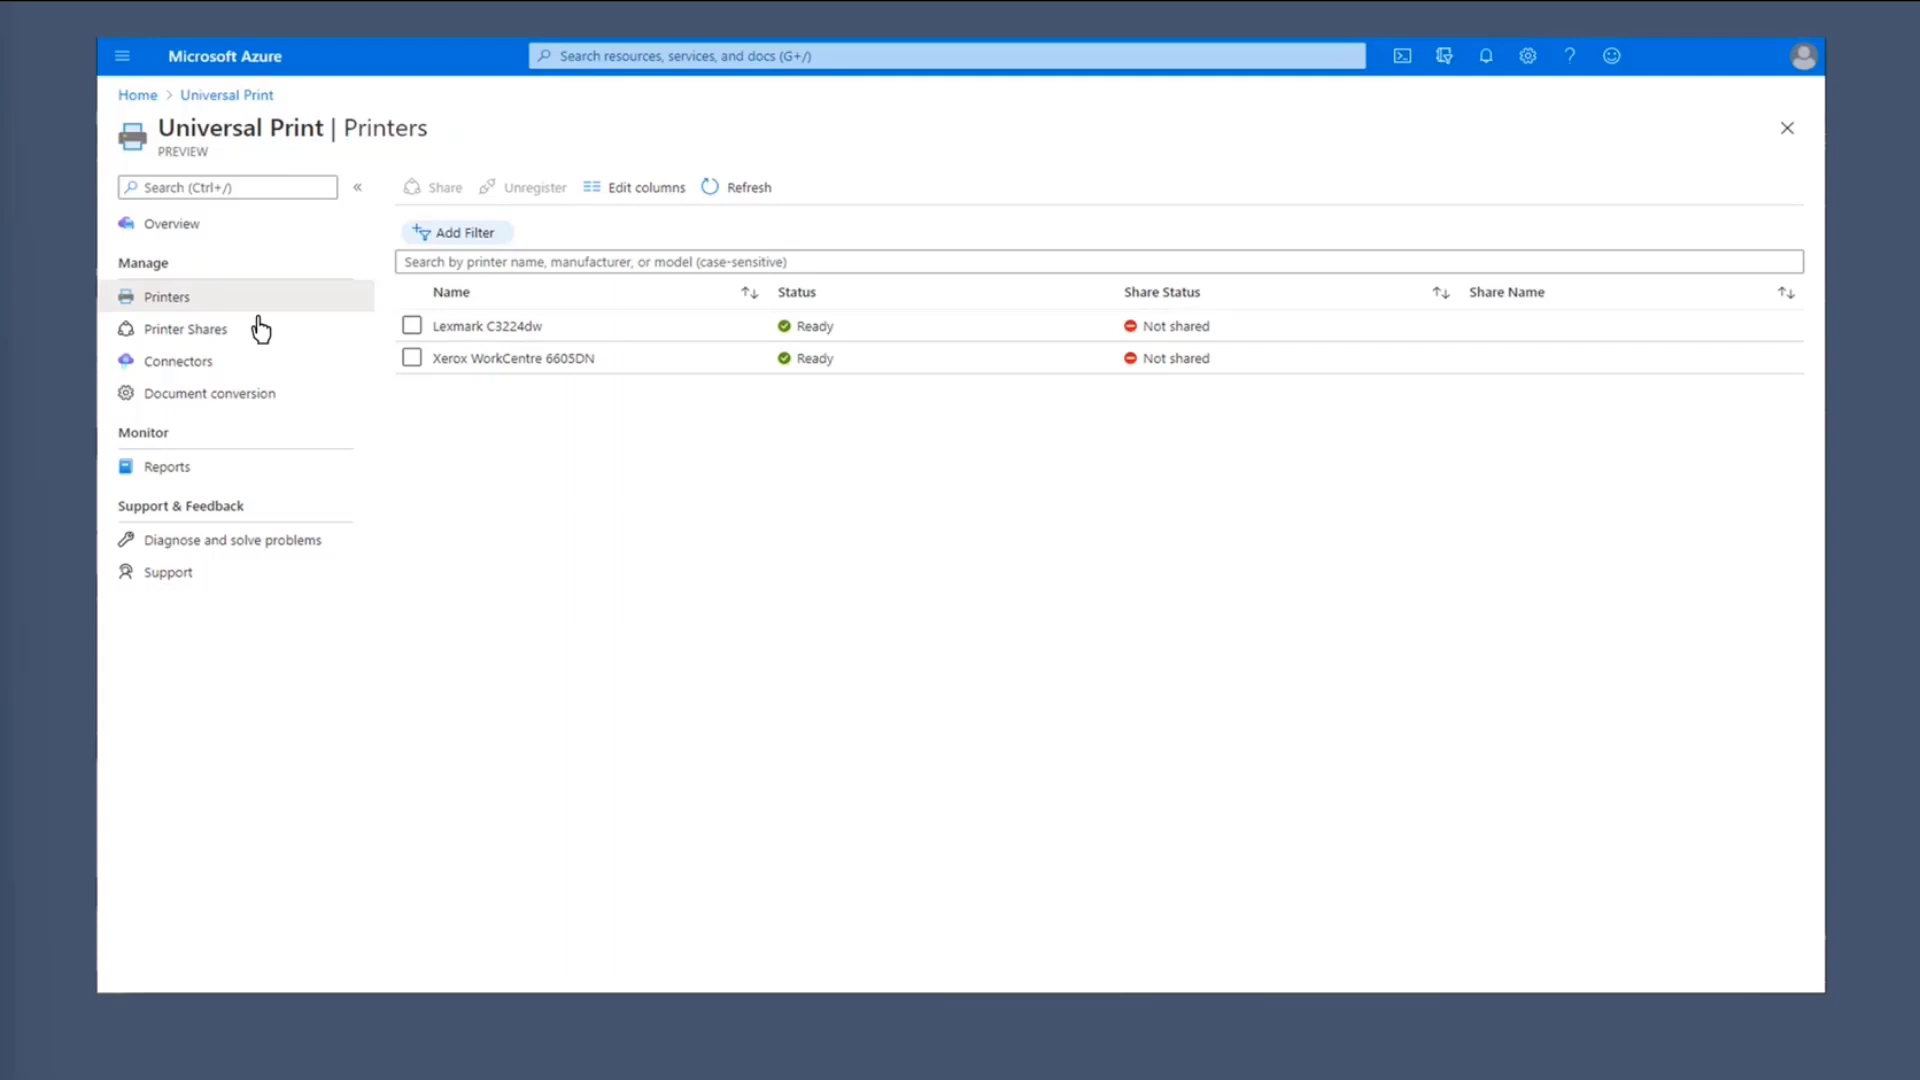 Microsoft Azure
Search resources, services, and docs (G+/)
Home > Universal Print
Universal Print | Printers
PREVIEW
Search (Ctrl+/)
«
Share
Unregister
Edit columns
Refresh
Overview
Add Filter
Manage
Search by printer name, manufacturer, or model (case-sensitive)
Name
Status
Share Status
Share Name
Printers
Printer Shares
Lexmark C3224dw
Ready
Not shared
Connectors
Xerox WorkCentre 6605DN
Ready
Not shared
Document conversion
Monitor
Reports
Support & Feedback
Diagnose and solve problems
Support